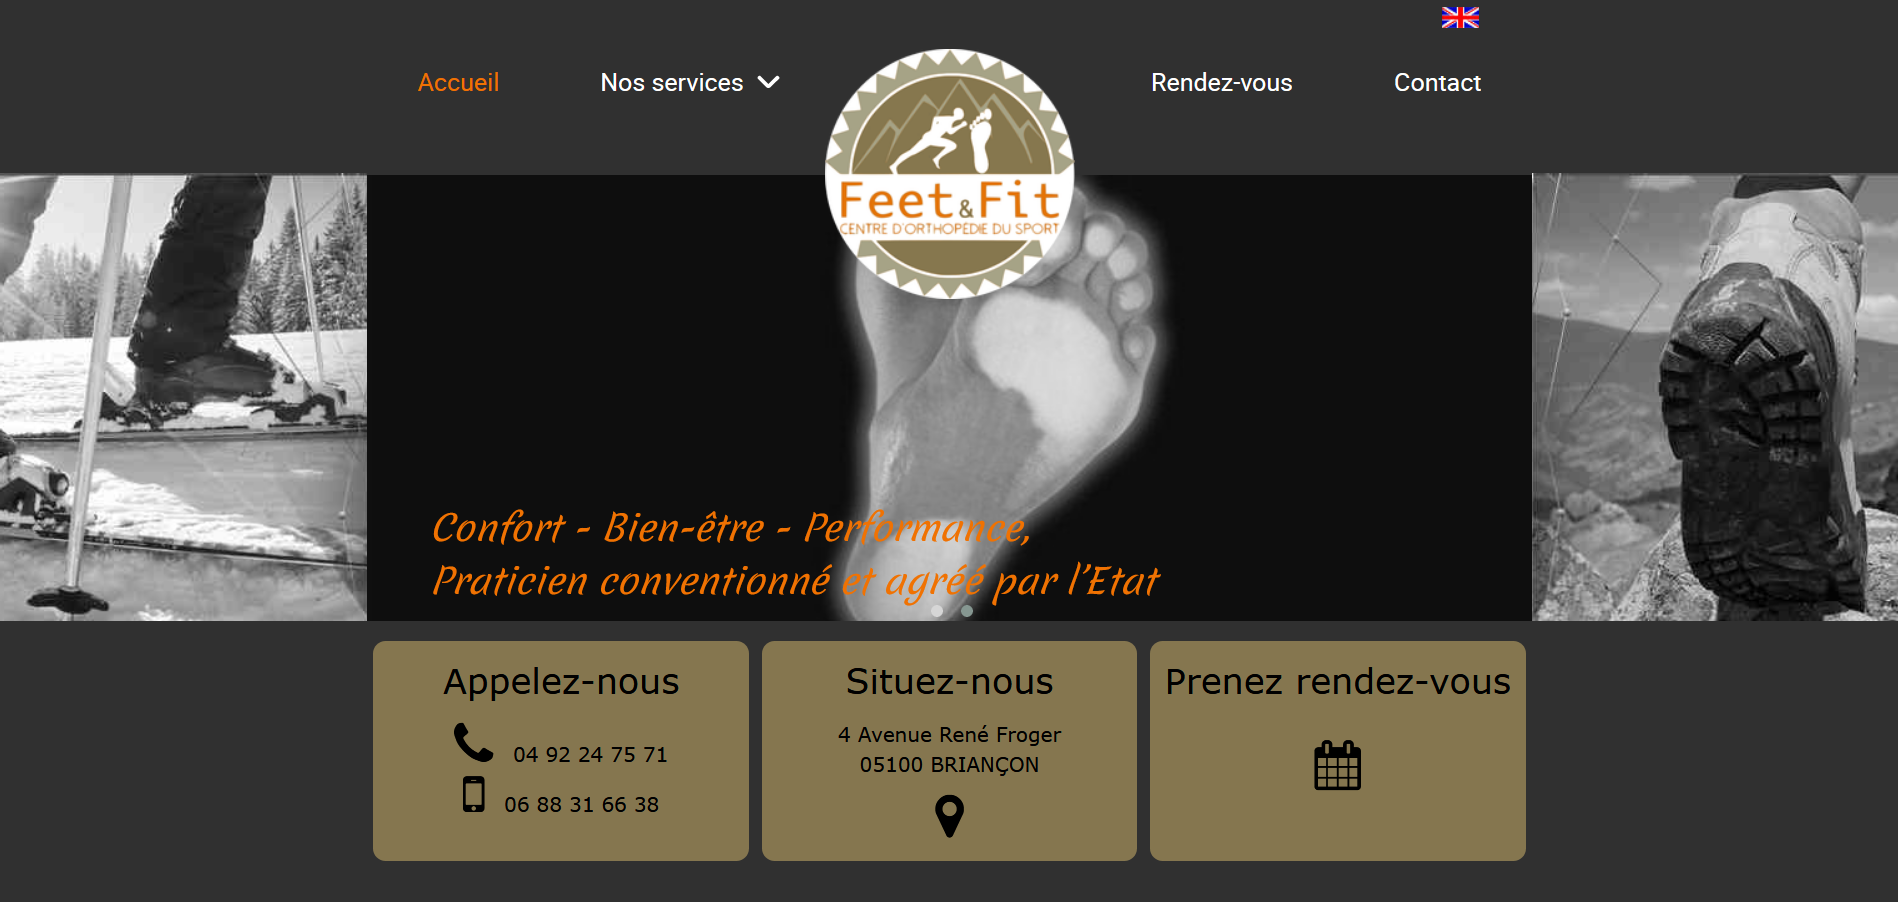 Accueil
Nos services
Rendez-vous
Contact
Feet & Fit
CENTRE D'ORTHOPÉDIE DU SPORT
Confort - Bien-être - Performance,
Praticien conventionné et agréé par l'Etat
Appelez-nous
04 92 24 75 71
06 88 31 66 38
Situez-nous
4 Avenue René Froger
05100 BRIANÇON
Prenez rendez-vous